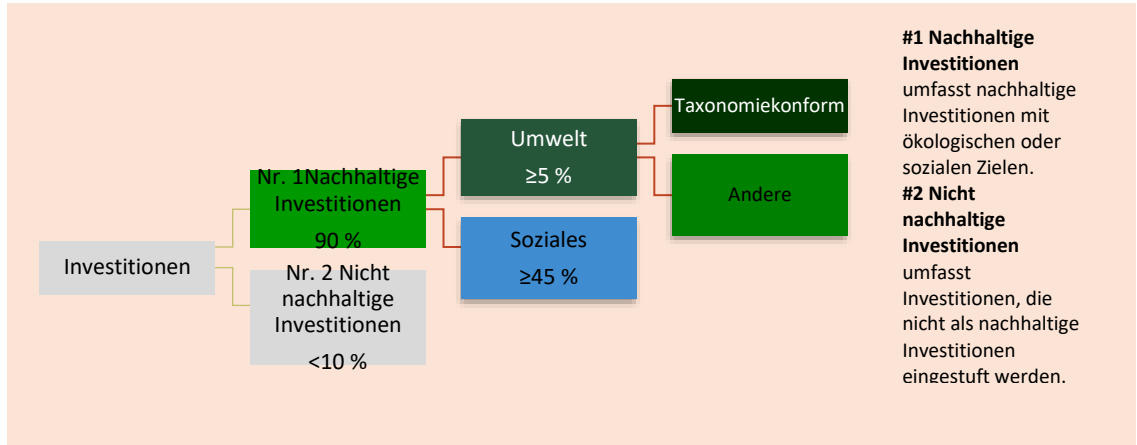 Investitionen
Nr. 1Nachhaltige
Investitionen
90 %
Nr. 2 Nicht
nachhaltige
Investitionen
<10 %
Umwelt
≥5 %
Soziales
≥45 %
Taxonomiekonform
Andere
#1 Nachhaltige
Investitionen
umfasst nachhaltige
Investitionen mit
ökologischen oder
sozialen Zielen.
#2 Nicht
nachhaltige
Investitionen
umfasst
Investitionen, die
nicht als nachhaltige
Investitionen
eingestuft werden.